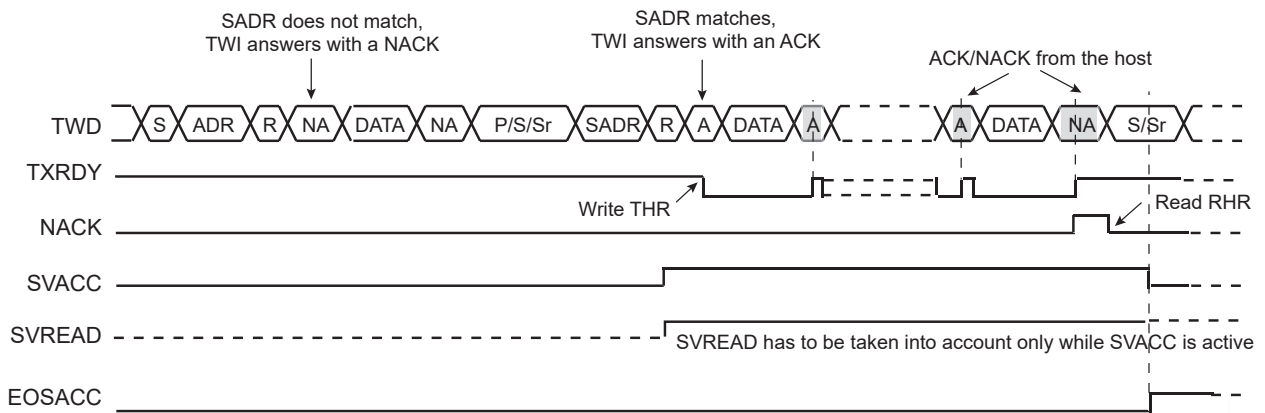 SADR does not match,
TWI answers with a NACK
SADR matches,
TWI answers with an ACK
ACK/NACK from the host
TWD S ADR R NA DATA NA P/S/Sr SADR R A DATA A A DATA NA S/Sr
TXRDY
Write THR
Read RHR
NACK
SVACC
SVREAD
SVREAD has to be taken into account only while SVACC is active
EOSACC